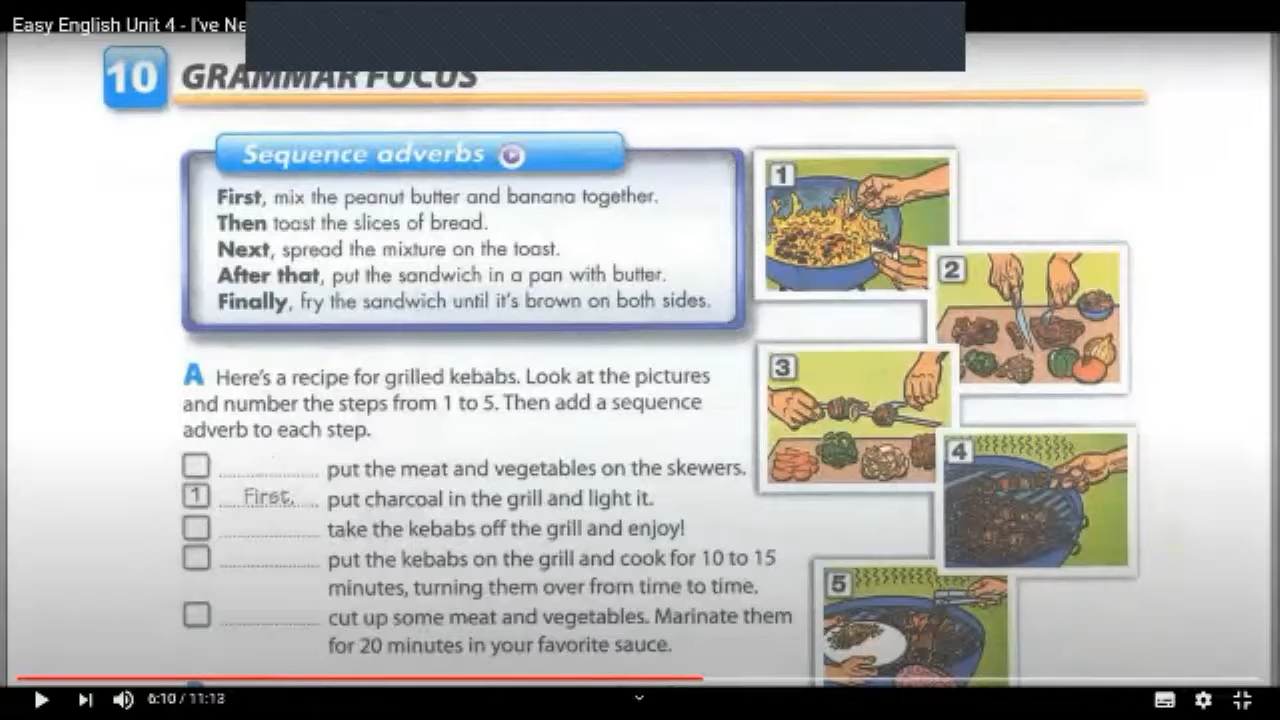 Easy English Unit 4 - I've Ne
10 GRAMMAR FOCUS
Sequence adverbs
First, mix the peanut butter and banana together.
Then toast the slices of bread.
Next, spread the mixture on the toast.
After that, put the sandwich in a pan with butter.
Finally, fry the sandwich until it's brown on both sides.
A Here's a recipe for grilled kebabs. Look at the pictures
and number the steps from 1 to 5. Then add a sequence
adverb to each step.
put the meat and vegetables on the skewers.
1 First, put charcoal in the grill and light it.
take the kebabs off the grill and enjoy!
put the kebabs on the grill and cook for 10 to 15
minutes, turning them over from time to time.
cut up some meat and vegetables. Marinate them
for 20 minutes in your favorite sauce.
1
2
3
4
5
6:10 / 11:13